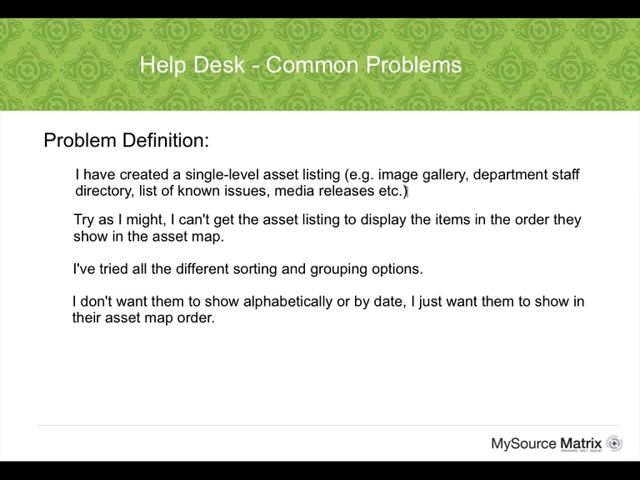 Help Desk - Common Problems
Problem Definition:
I have created a single-level asset listing (e.g. image gallery, department staff
directory, list of known issues, media releases etc.)
Try as I might, I can't get the asset listing to display the items in the order they
show in the asset map.
I've tried all the different sorting and grouping options.
I don't want them to show alphabetically or by date, I just want them to show in
their asset map order.
MySource Matrix